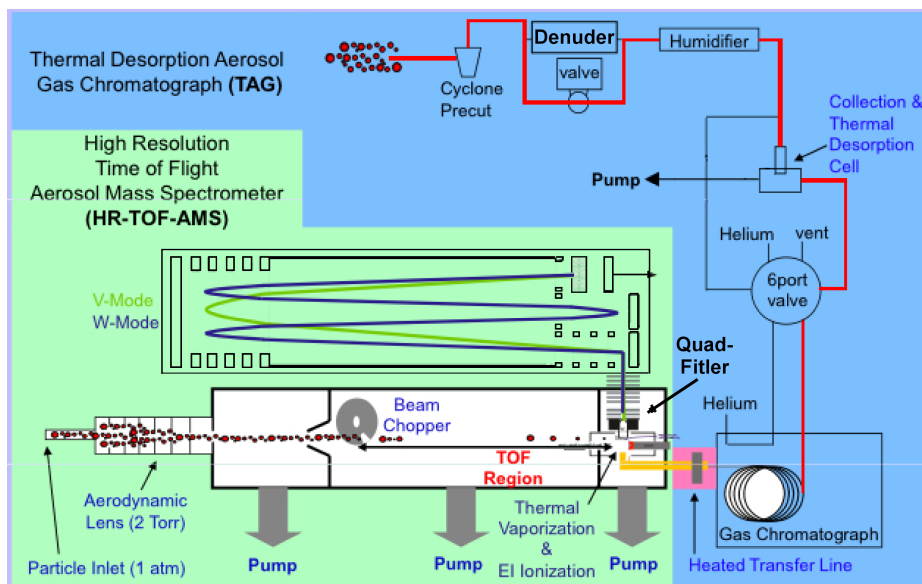 Thermal Desorption Aerosol
Gas Chromatograph (TAG)
Cyclone
Precut
Denuder
valve
Humidifier
Collection &
Thermal
Desorption
Cell
Pump
Helium
vent
6port
valve
High Resolution
Time of Flight
Aerosol Mass Spectrometer
(HR-TOF-AMS)
V-Mode
W-Mode
Quad-
Fitler
Helium
Beam
Chopper
TOF
Region
Aerodynamic
Lens (2 Torr)
Particle Inlet (1 atm)
Pump
Pump
Thermal
Vaporization
&
EI Ionization
Pump
Gas Chromatograph
Heated Transfer Line